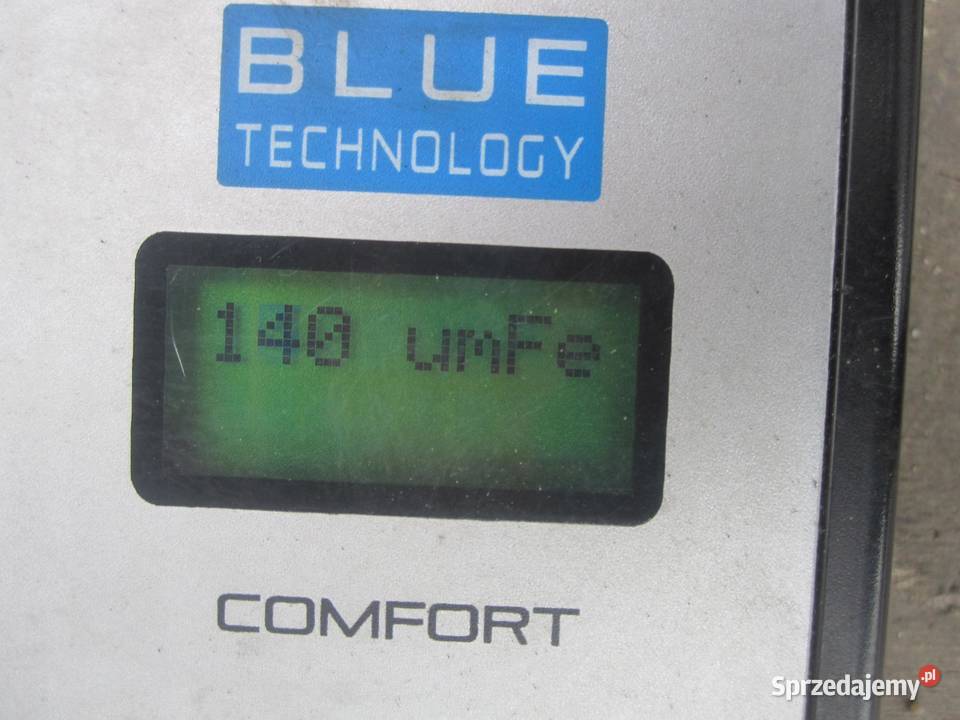 BLUE
TECHNOLOGY
140 umFe
COMFORT
Sprzedajemy.pl